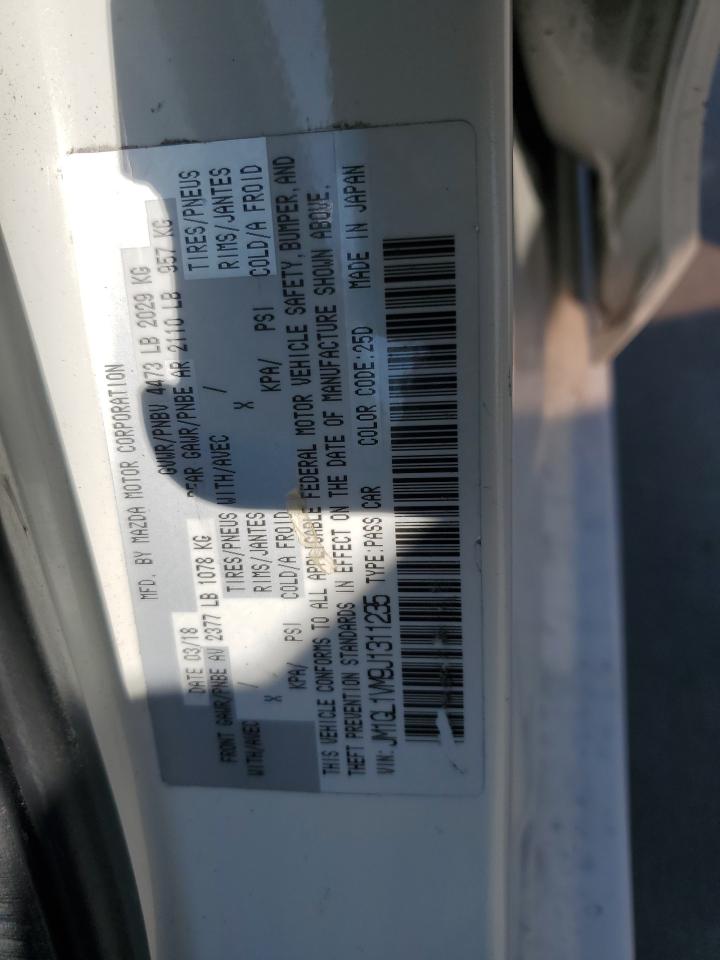 MFD. BY MAZDA MOTOR CORPORATION
DATE 03/18 GVWR/PNBV 4473 LB 2029 KG
FRONT GAWR/PNBE AV 2377 LB 1078 KG REAR GAWR/PNBE AR 2110 LB 957 KG
WITH/AVEC TIRES/PNEUS WITH/AVEC TIRES/PNEUS
/ RIMS/JANTES / RIMS/JANTES
X COLD/A FROID X COLD/A FROID
KPA/ PSI KPA/ PSI
THIS VEHICLE CONFORMS TO ALL APPLICABLE FEDERAL MOTOR VEHICLE SAFETY, BUMPER, AND
THEFT PREVENTION STANDARDS IN EFFECT ON THE DATE OF MANUFACTURE SHOWN ABOVE.
VIN: JM1GL1VM9J1311235 TYPE:PASS CAR COLOR CODE:25D MADE IN JAPAN